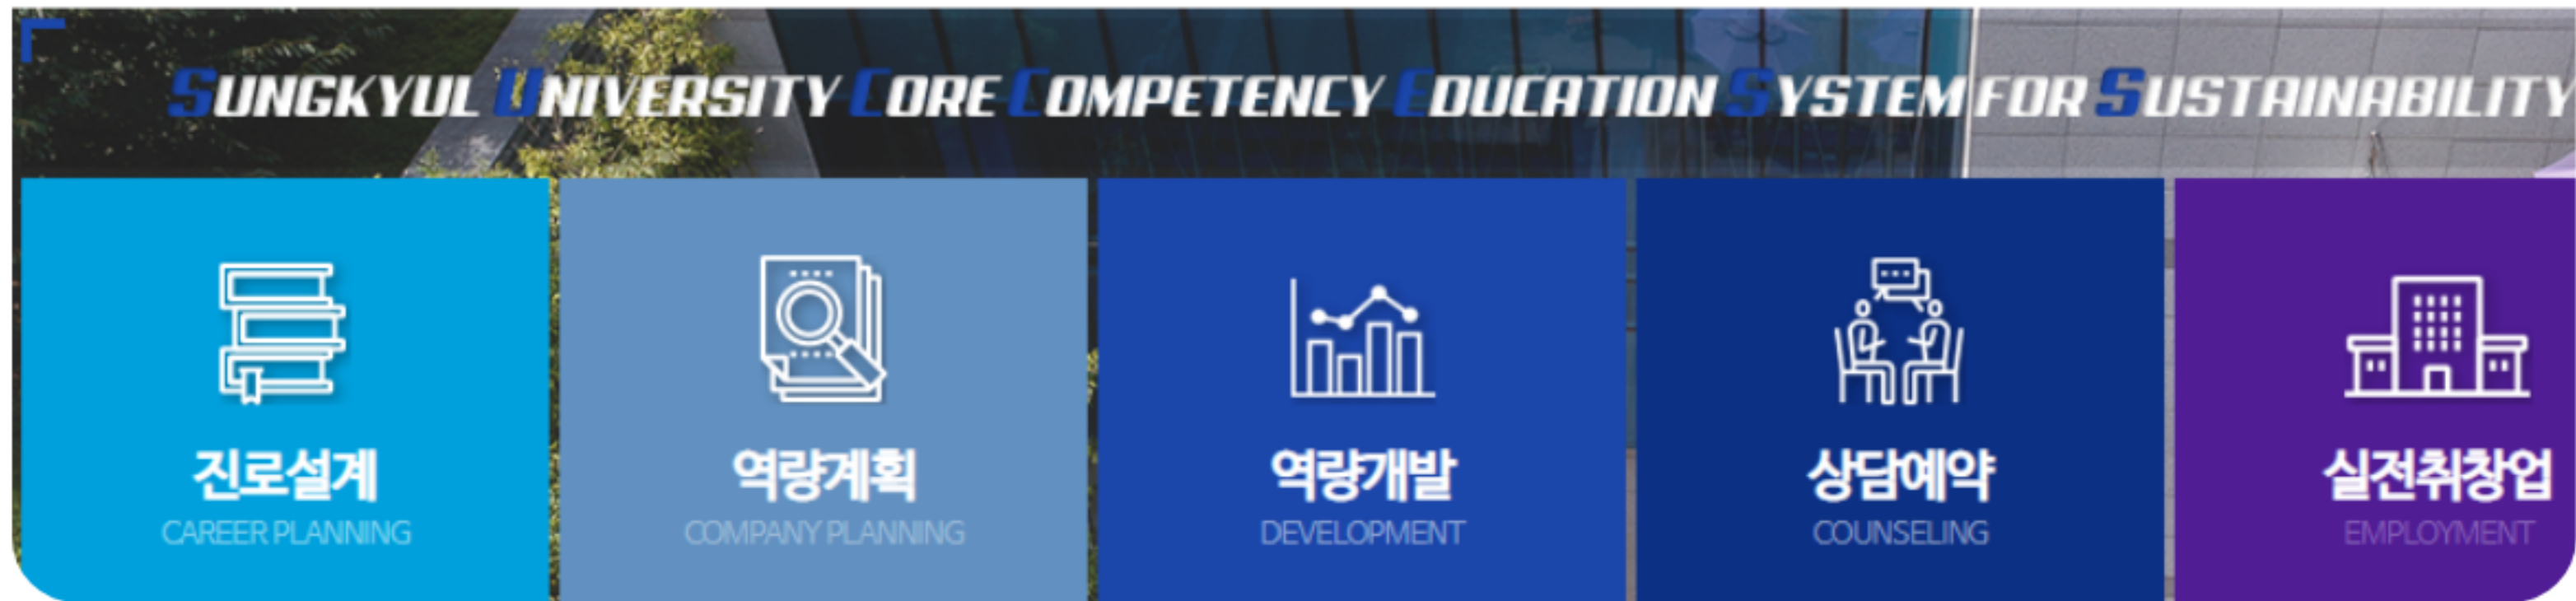 SUNGKYUL UNIVERSITY CORE COMPETENCY EDUCATION SYSTEM FOR SUSTAINABILITY
진로설계
CAREER PLANNING
역량계획
COMPANY PLANNING
역량개발
DEVELOPMENT
상담예약
COUNSELING
실전취창업
EMPLOYMENT